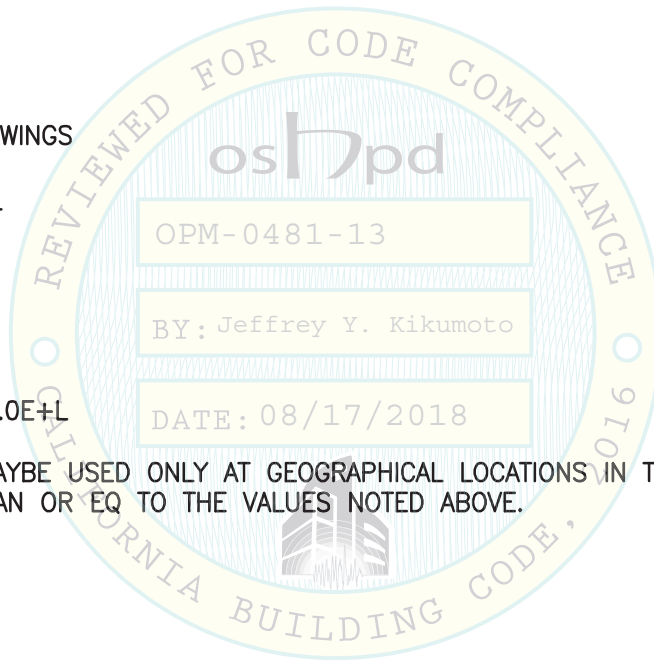 REVIEWED FOR CODE COMPLIANCE
WINGS
oshpd
OPM-0481-13
BY: Jeffrey Y. Kikumoto
.0E+L
DATE: 08/17/2018
AYBE USED ONLY AT GEOGRAPHICAL LOCATIONS IN T
AN OR EQ TO THE VALUES NOTED ABOVE.
CALIFORNIA BUILDING CODE, 2016